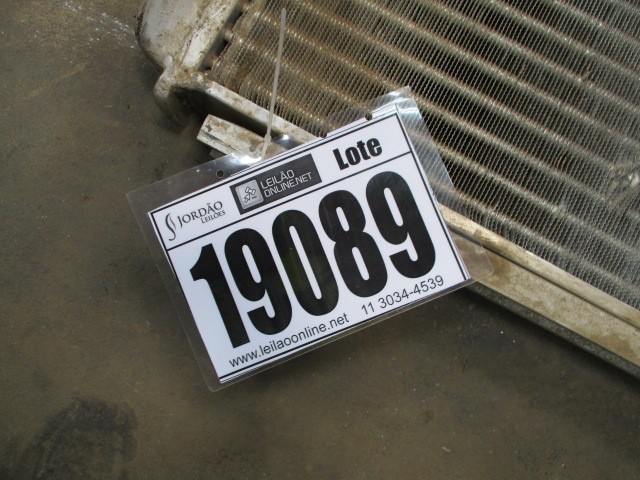 JORDÃO
LEILÕES
LEILÃO
ONLINE.NET
Lote
19089
www.leilaoonline.net 11 3034-4539